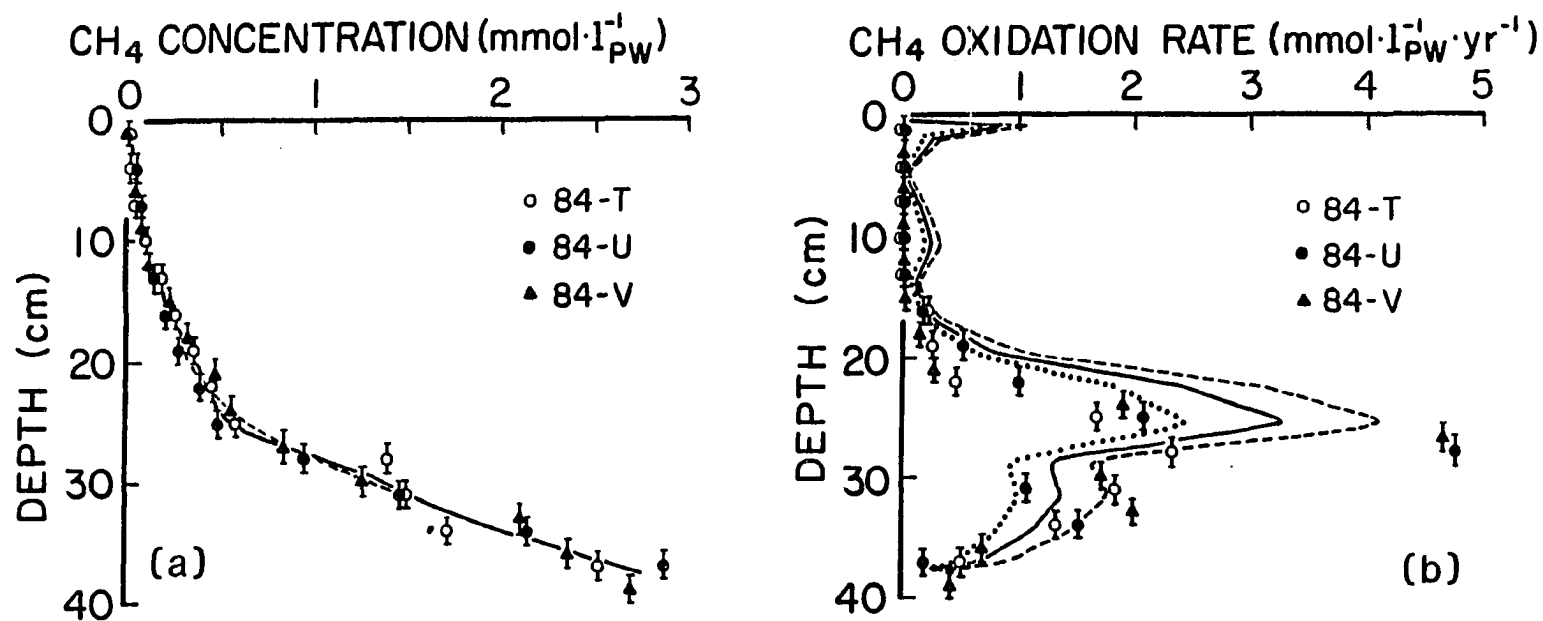 CH4 CONCENTRATION (mmol·l-1PW)
0 1 2 3
0
10
20
30
40
DEPTH (cm)
84-T
84-U
84-V
(a)
CH4 OXIDATION RATE (mmol·l-1PW·yr-1)
0 1 2 3 4 5
0
10
20
30
40
DEPTH (cm)
84-T
84-U
84-V
(b)